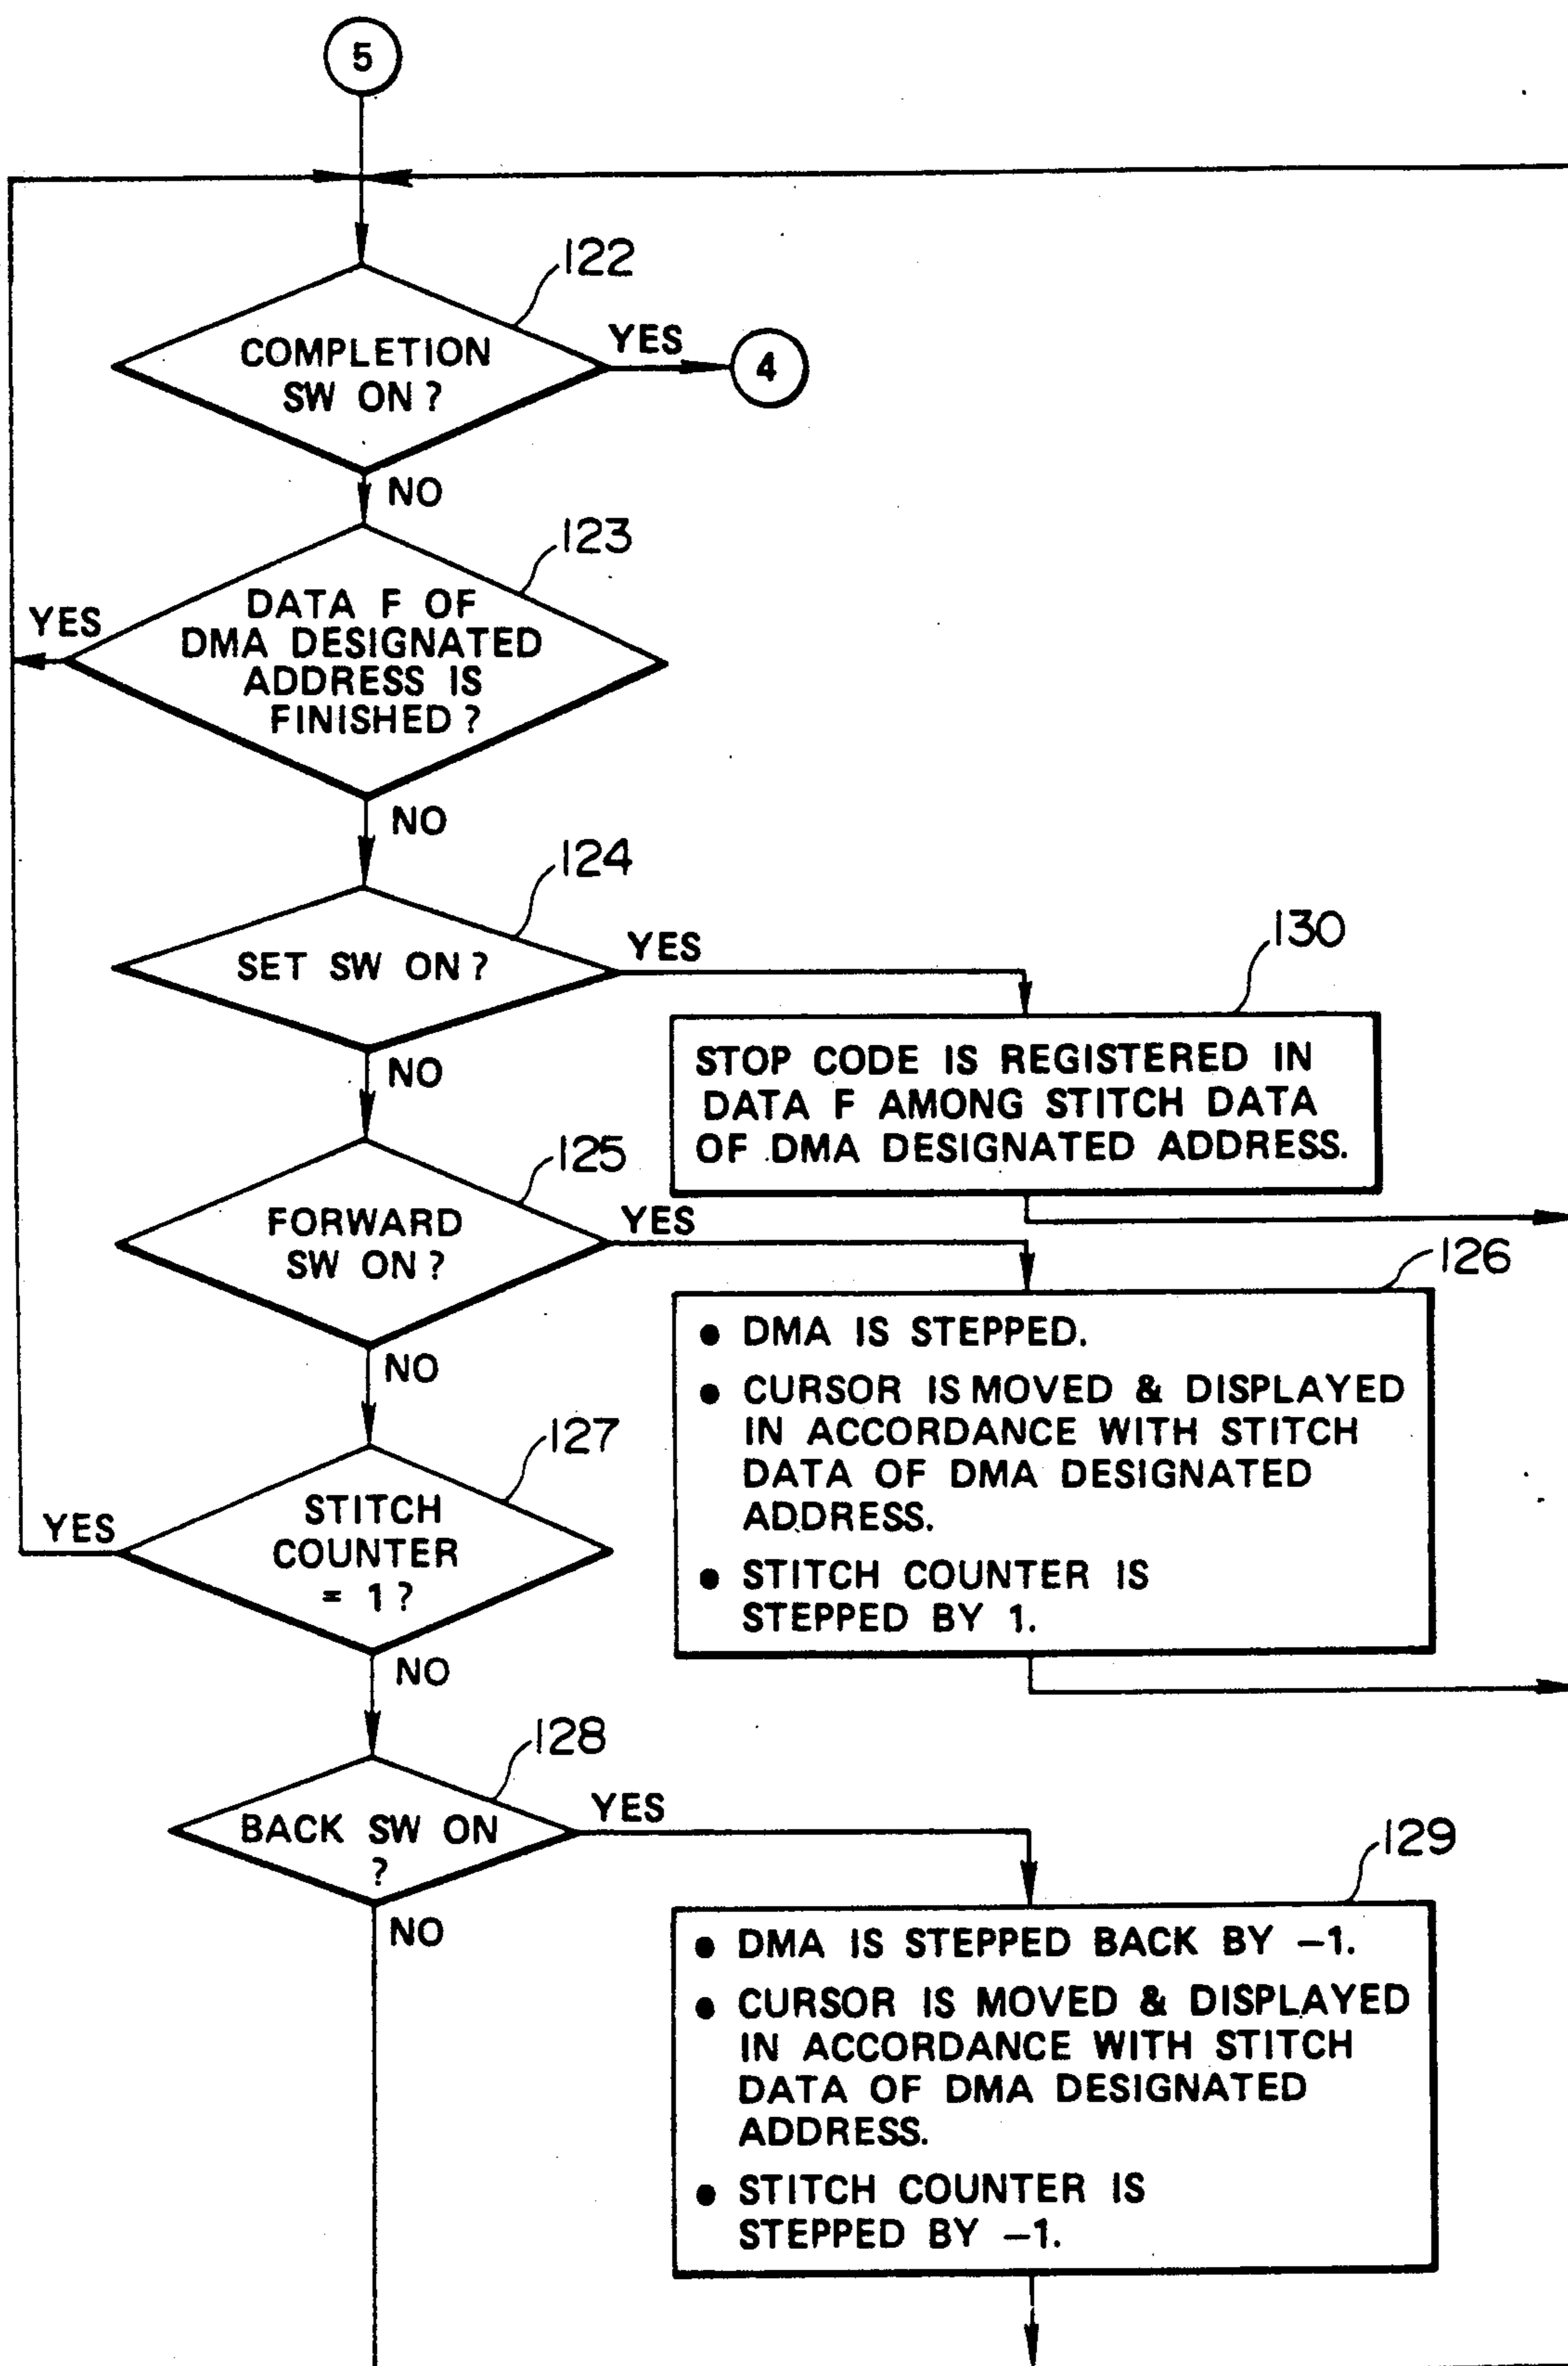 5
122
COMPLETION
SW ON?
YES
4
NO
123
DATA F OF
DMA DESIGNATED
ADDRESS IS
FINISHED?
YES
NO
124
SET SW ON?
YES
NO
130
STOP CODE IS REGISTERED IN
DATA F AMONG STITCH DATA
OF DMA DESIGNATED ADDRESS.
125
FORWARD
SW ON?
YES
NO
126
● DMA IS STEPPED.
● CURSOR IS MOVED & DISPLAYED
IN ACCORDANCE WITH STITCH
DATA OF DMA DESIGNATED
ADDRESS.
● STITCH COUNTER IS
STEPPED BY 1.
127
STITCH
COUNTER
= 1?
YES
NO
128
BACK SW ON
?
YES
NO
129
● DMA IS STEPPED BACK BY −1.
● CURSOR IS MOVED & DISPLAYED
IN ACCORDANCE WITH STITCH
DATA OF DMA DESIGNATED
ADDRESS.
● STITCH COUNTER IS
STEPPED BY −1.